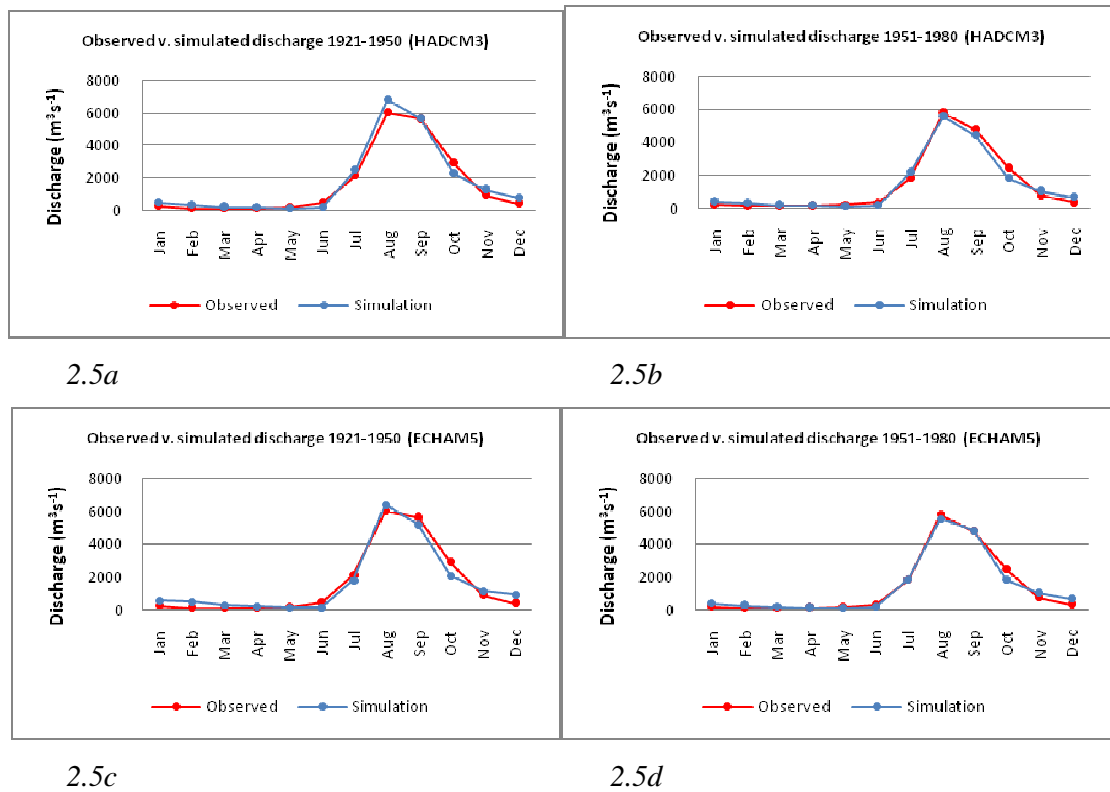 Observed v. simulated discharge 1921-1950 (HADCM3)
Discharge (m³s⁻¹)
8000
6000
4000
2000
0
Jan Feb Mar Apr May Jun Jul Aug Sep Oct Nov Dec
Observed Simulation
2.5a
Observed v. simulated discharge 1951-1980 (HADCM3)
Discharge (m³s⁻¹)
8000
6000
4000
2000
0
Jan Feb Mar Apr May Jun Jul Aug Sep Oct Nov Dec
Observed Simulation
2.5b
Observed v. simulated discharge 1921-1950 (ECHAM5)
Discharge (m³s⁻¹)
8000
6000
4000
2000
0
Jan Feb Mar Apr May Jun Jul Aug Sep Oct Nov Dec
Observed Simulation
2.5c
Observed v. simulated discharge 1951-1980 (ECHAM5)
Discharge (m³s⁻¹)
8000
6000
4000
2000
0
Jan Feb Mar Apr May Jun Jul Aug Sep Oct Nov Dec
Observed Simulation
2.5d